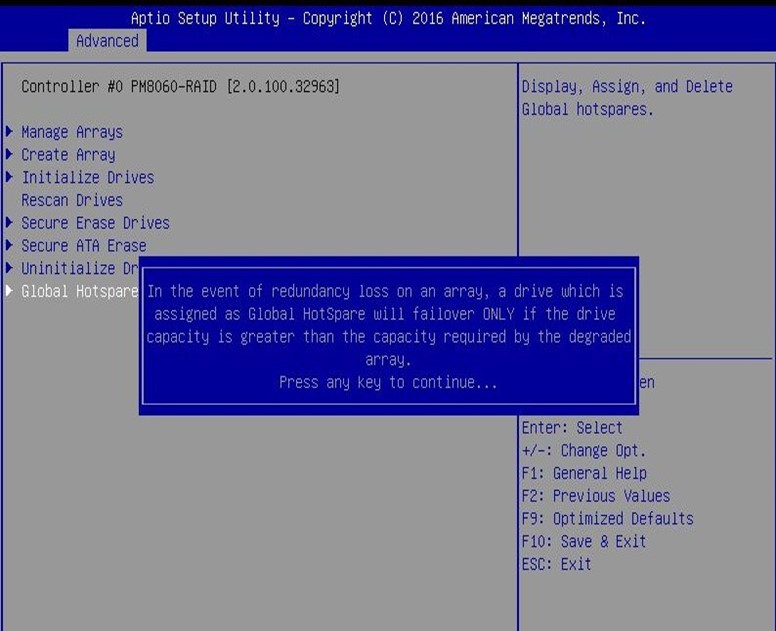 Aptio Setup Utility – Copyright (C) 2016 American Megatrends, Inc.
Advanced
Controller #0 PM8060-RAID [2.0.100.32963]
Manage Arrays
Create Array
Initialize Drives
Rescan Drives
Secure Erase Drives
Secure ATA Erase
Uninitialize Dr
Global Hotspare
In the event of redundancy loss on an array, a drive which is
assigned as Global HotSpare will failover ONLY if the drive
capacity is greater than the capacity required by the degraded
array.
Press any key to continue...
Display, Assign, and Delete
Global hotspares.
en
Enter: Select
+/-: Change Opt.
F1: General Help
F2: Previous Values
F9: Optimized Defaults
F10: Save & Exit
ESC: Exit